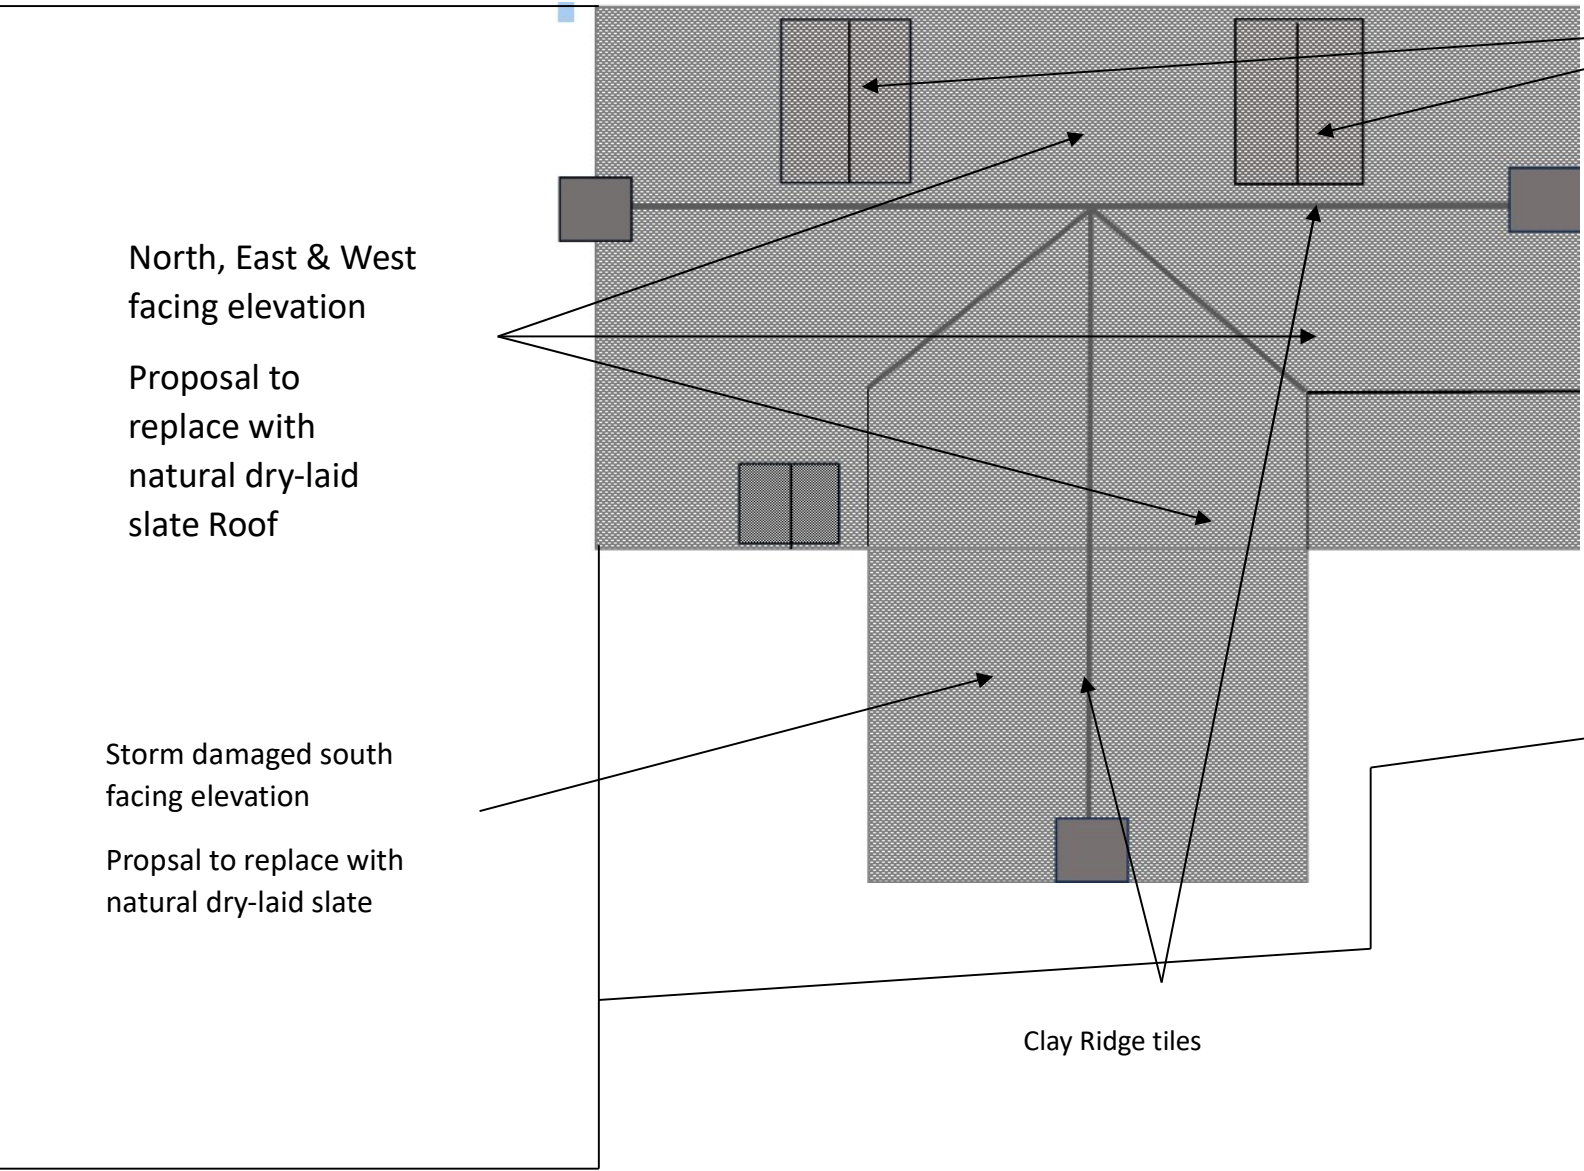 North, East & West
facing elevation
Proposal to
replace with
natural dry-laid
slate Roof
Storm damaged south
facing elevation
Propsal to replace with
natural dry-laid slate
Clay Ridge tiles